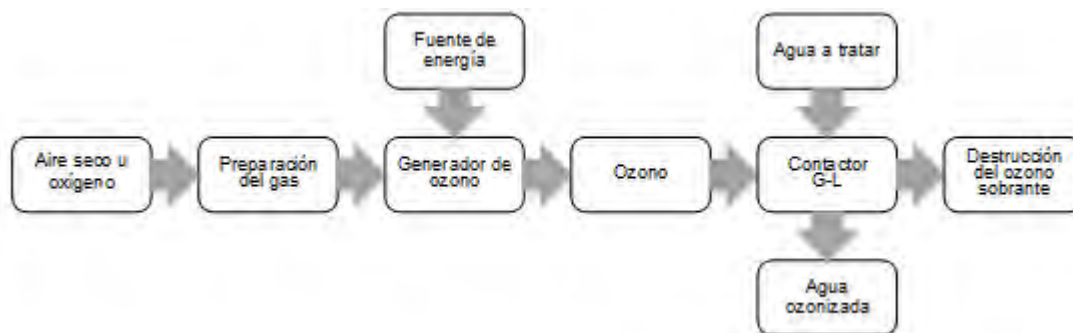 Fuente de
energía
Agua a tratar
Aire seco u
oxígeno
Preparación
del gas
Generador de
ozono
Ozono
Contactor
G-L
Destrucción
del ozono
sobrante
Agua
ozonizada